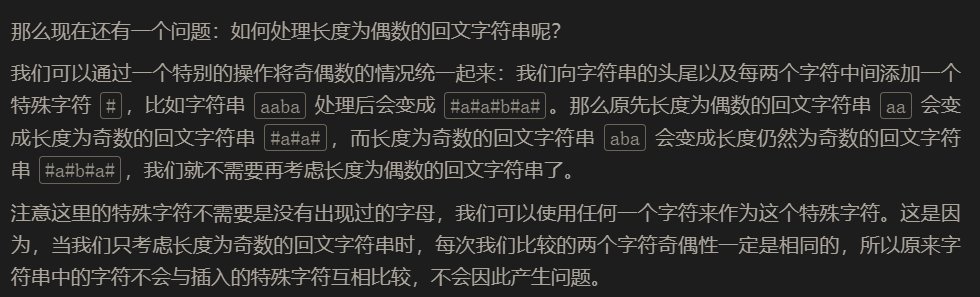 那么现在还有一个问题：如何处理长度为偶数的回文字符串呢？
我们可以通过一个特别的操作将奇偶数的情况统一起来：我们向字符串的头尾以及每两个字符中间添加一个
特殊字符 #，比如字符串 aaba 处理后会变成 #a#a#b#a#。那么原先长度为偶数的回文字符串 aa 会变
成长度为奇数的回文字符串 #a#a#，而长度为奇数的回文字符串 aba 会变成长度仍然为奇数的回文字符
串 #a#b#a#，我们就不需要再考虑长度为偶数的回文字符串了。
注意这里的特殊字符不需要是没有出现过的字母，我们可以使用任何一个字符来作为这个特殊字符。这是因
为，当我们只考虑长度为奇数的回文字符串时，每次我们比较的两个字符奇偶性一定是相同的，所以原来字
符串中的字符不会与插入的特殊字符互相比较，不会因此产生问题。